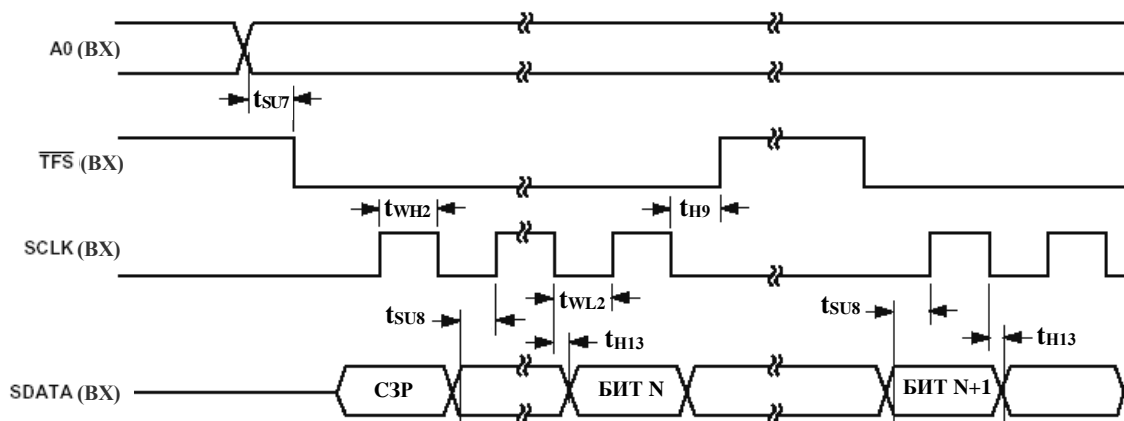 A0 (ВХ)
tSU7
TFS (ВХ)
tWH2
tH9
SCLK (ВХ)
tSU8
tWL2
tSU8
tH13
tH13
SDATA (ВХ)
СЗР
БИТ N
БИТ N+1